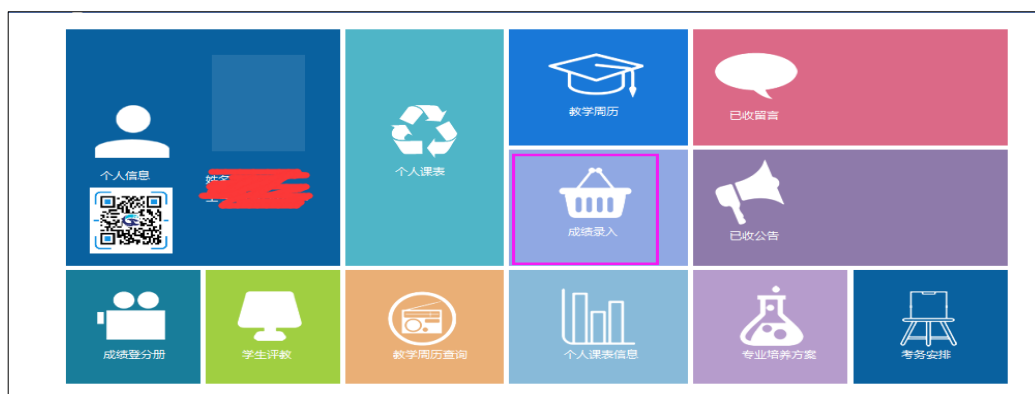 教学周历
已收留言
个人信息
姓名
个人课表
成绩录入
已收公告
成绩登分册
学生评教
教学周历查询
个人课表信息
专业培养方案
考务安排